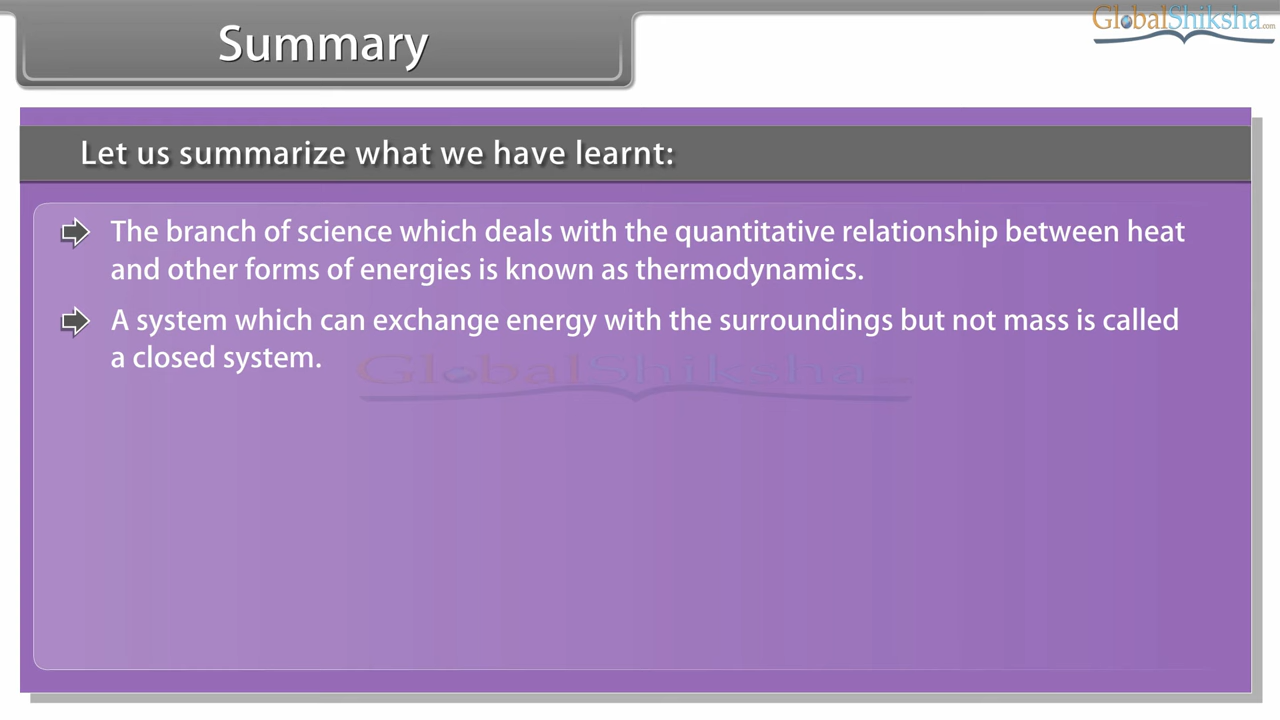 Summary
GlobalShiksha.com
Let us summarize what we have learnt:
The branch of science which deals with the quantitative relationship between heat
and other forms of energies is known as thermodynamics.
A system which can exchange energy with the surroundings but not mass is called
a closed system.
GlobalShiksha